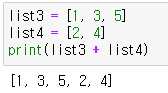 list3 = [1, 3, 5]
list4 = [2, 4]
print(list3 + list4)
[1, 3, 5, 2, 4]